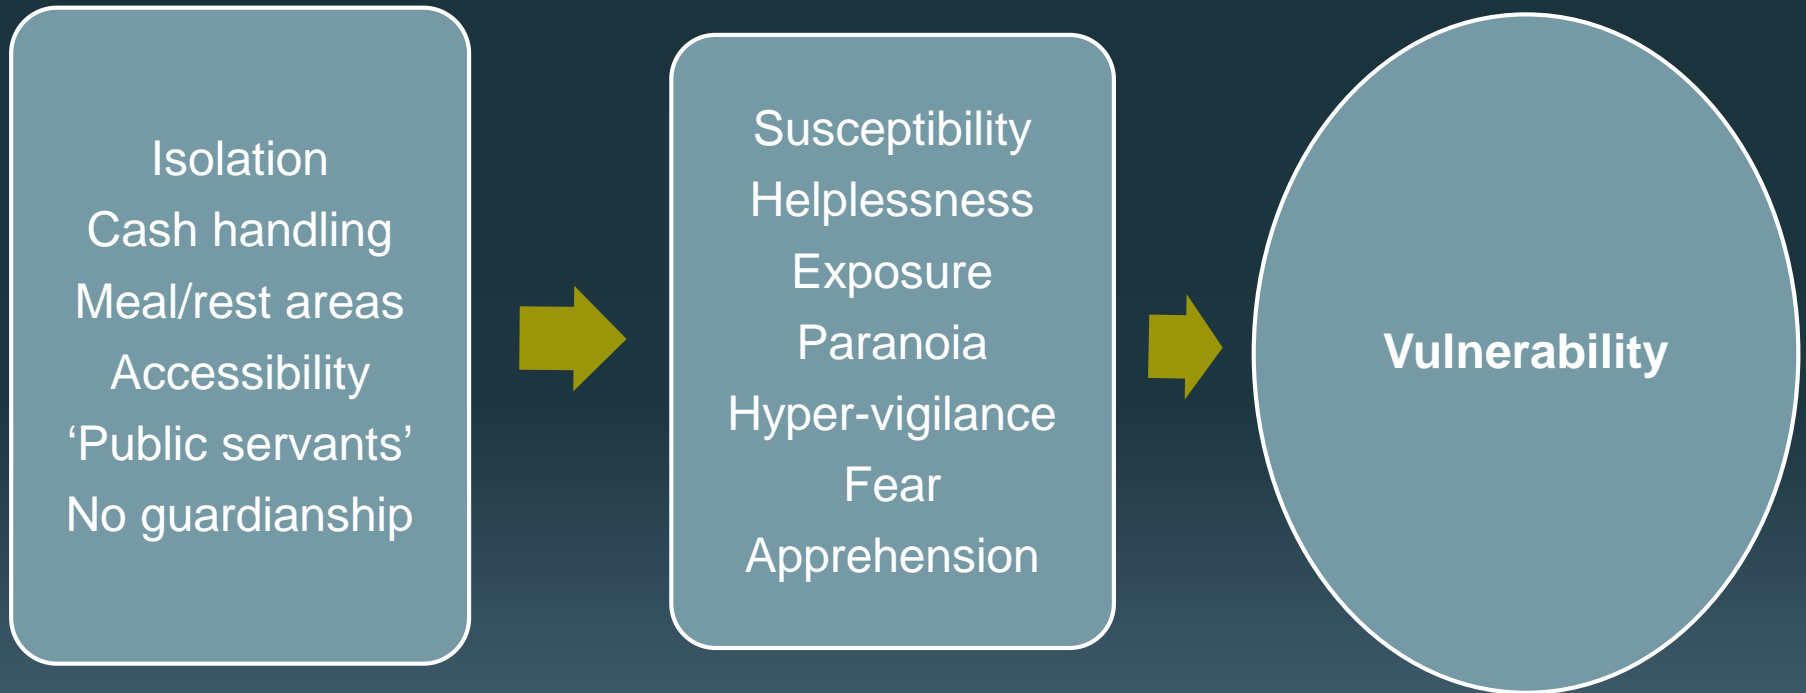 Isolation
Cash handling
Meal/rest areas
Accessibility
‘Public servants’
No guardianship
Susceptibility
Helplessness
Exposure
Paranoia
Hyper-vigilance
Fear
Apprehension
Vulnerability